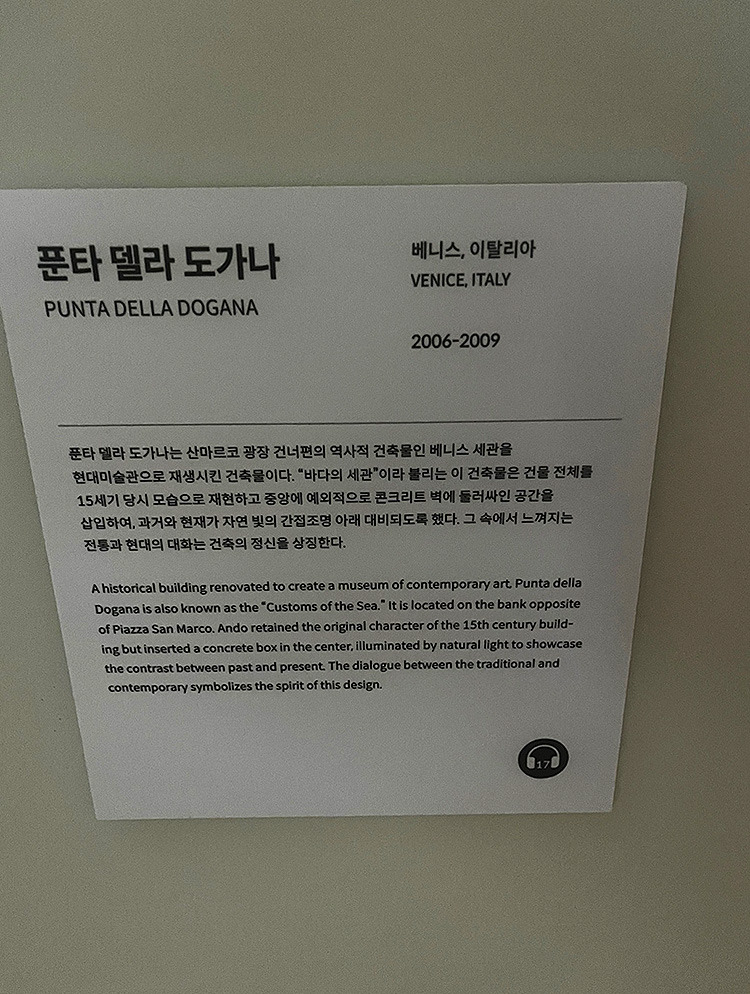 푼타 델라 도가나
PUNTA DELLA DOGANA
베니스, 이탈리아
VENICE, ITALY
2006-2009
푼타 델라 도가나는 산마르코 광장 건너편의 역사적 건축물인 베니스 세관을
현대미술관으로 재생시킨 건축물이다. “바다의 세관”이라 불리는 이 건축물은 건물 전체를
15세기 당시 모습으로 재현하고 중앙에 예외적으로 콘크리트 벽에 둘러싸인 공간을
삽입하여, 과거와 현재가 자연 빛의 간접조명 아래 대비되도록 했다. 그 속에서 느껴지는
전통과 현대의 대화는 건축의 정신을 상징한다.
A historical building renovated to create a museum of contemporary art, Punta della
Dogana is also known as the “Customs of the Sea.” It is located on the bank opposite
of Piazza San Marco. Ando retained the original character of the 15th century build-
ing but inserted a concrete box in the center, illuminated by natural light to showcase
the contrast between past and present. The dialogue between the traditional and
contemporary symbolizes the spirit of this design.
17